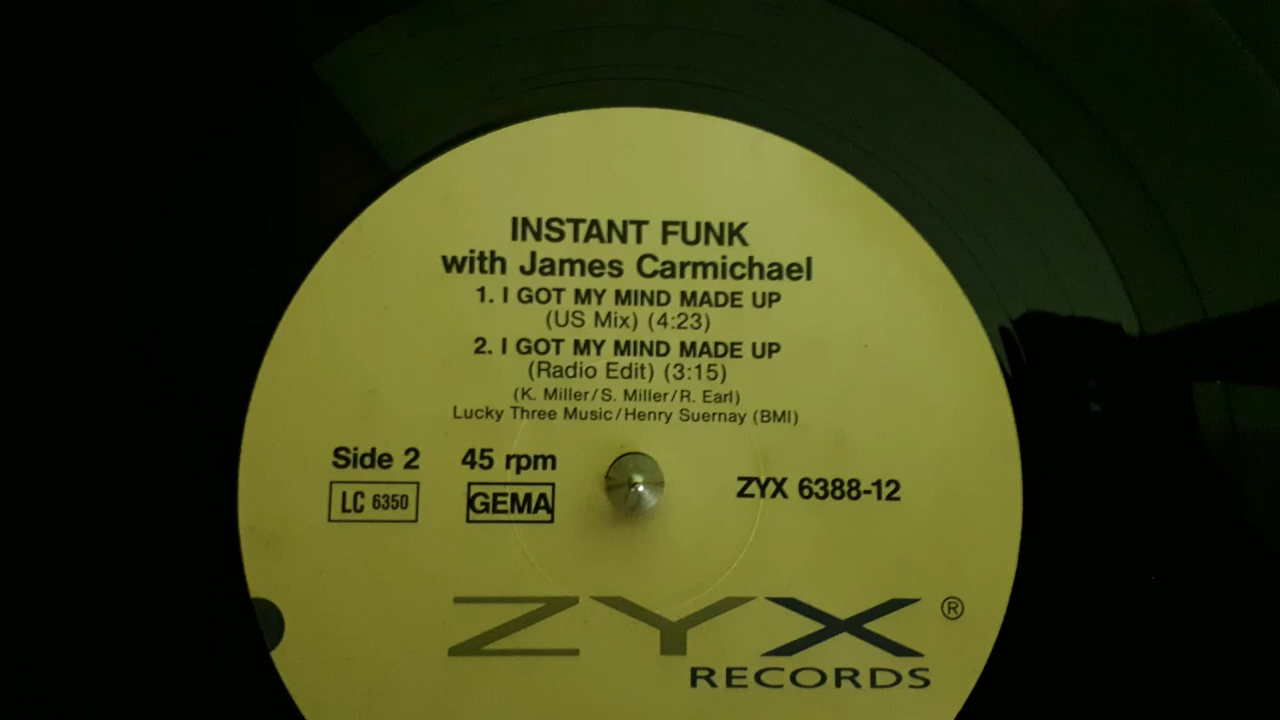 INSTANT FUNK
with James Carmichael
1. I GOT MY MIND MADE UP
(US Mix) (4:23)
2. I GOT MY MIND MADE UP
(Radio Edit) (3:15)
(K. Miller/S. Miller/R. Earl)
Lucky Three Music/Henry Suernay (BMI)
Side 2 45 rpm
LC 6350 GEMA ZYX 6388-12
ZYX ®
RECORDS